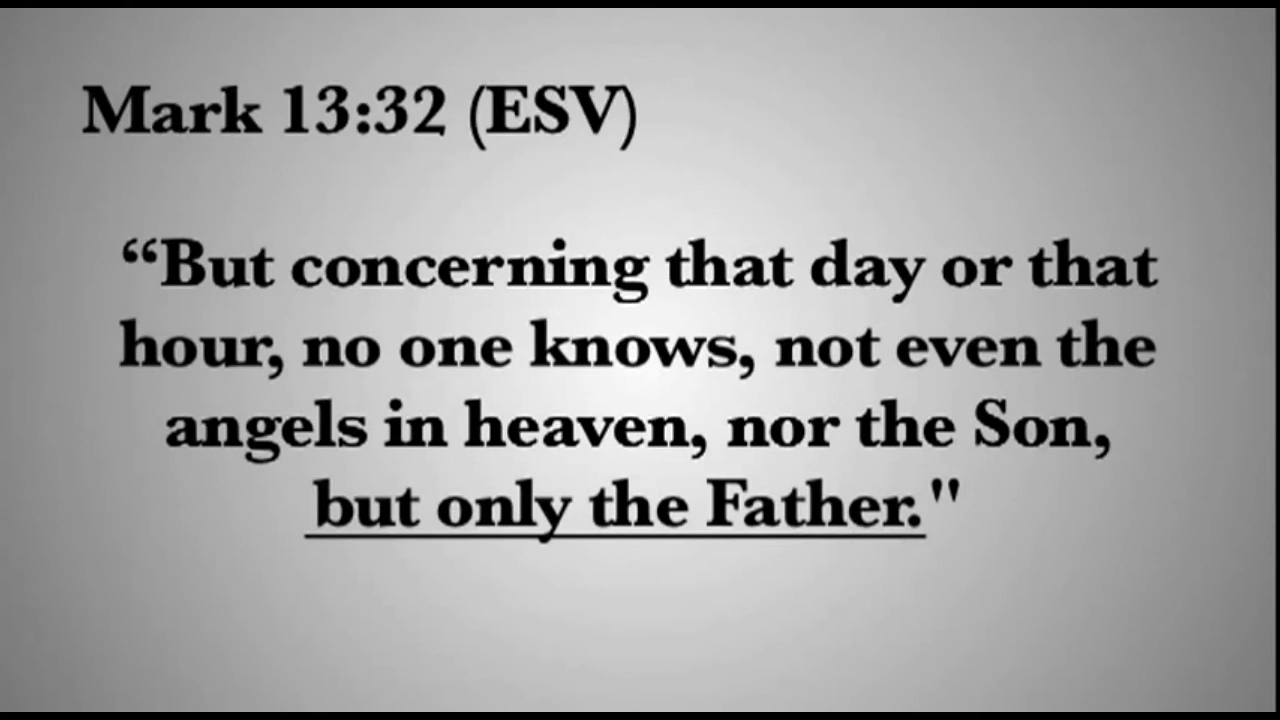 Mark 13:32 (ESV)
“But concerning that day or that
hour, no one knows, not even the
angels in heaven, nor the Son,
but only the Father."